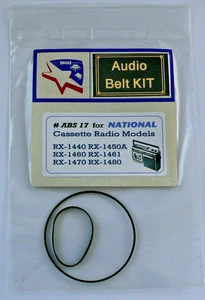 Audio
Belt KIT
# ABS 17 for NATIONAL
Cassette Radio Models
RX-1440 RX-1450A
RX-1460 RX-1461
RX-1470 RX-1480